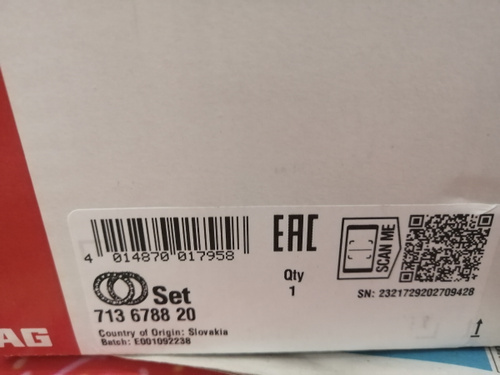 4 014870 017958
EAC
SCAN ME
Qty
1
Set
SN: 2321729202709428
713 6788 20
Country of Origin: Slovakia
Batch: E001092238
AG